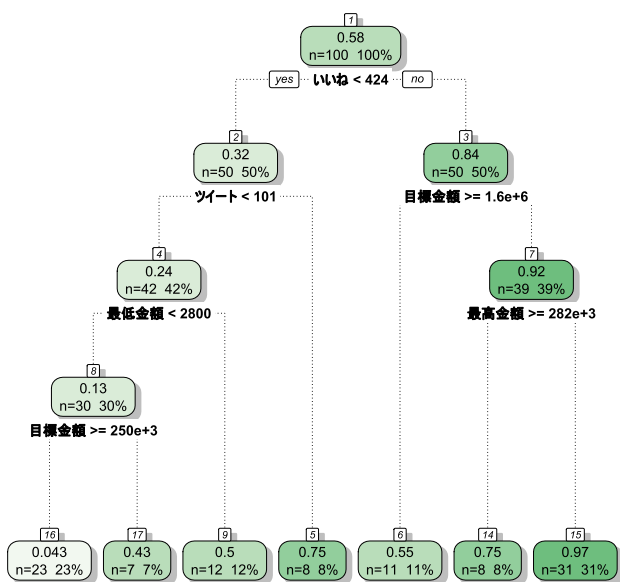 1
0.58
n=100 100%
yes いいね < 424 no
2
0.32
n=50 50%
3
0.84
n=50 50%
ツイート < 101
目標金額 >= 1.6e+6
4
0.24
n=42 42%
7
0.92
n=39 39%
最低金額 < 2800
最高金額 >= 282e+3
8
0.13
n=30 30%
目標金額 >= 250e+3
16
0.043
n=23 23%
17
0.43
n=7 7%
9
0.5
n=12 12%
5
0.75
n=8 8%
6
0.55
n=11 11%
14
0.75
n=8 8%
15
0.97
n=31 31%